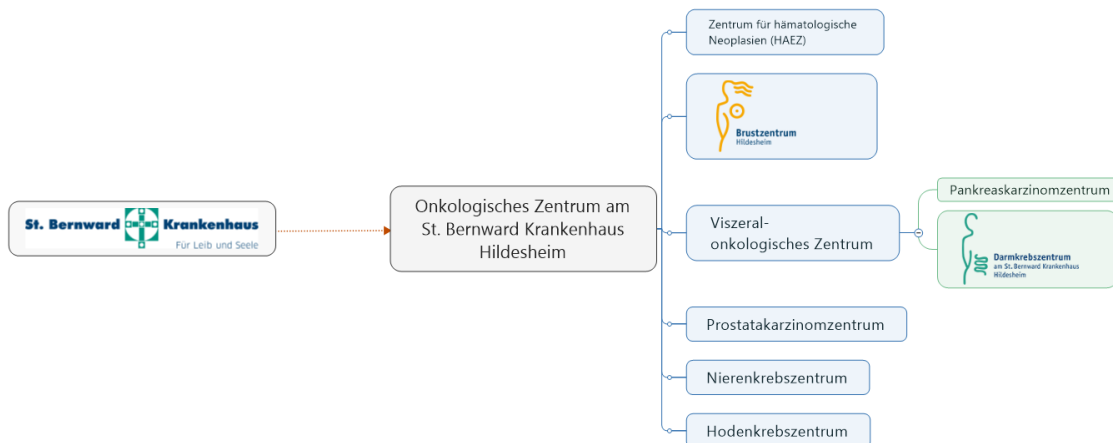 St. Bernward Krankenhaus
Für Leib und Seele
Onkologisches Zentrum am
St. Bernward Krankenhaus
Hildesheim
Zentrum für hämatologische
Neoplasien (HAEZ)
Brustzentrum
Hildesheim
Viszeral-
onkologisches Zentrum
Pankreaskarzinomzentrum
Darmkrebszentrum
am St. Bernward Krankenhaus
Hildesheim
Prostatakarzinomzentrum
Nierenkrebszentrum
Hodenkrebszentrum